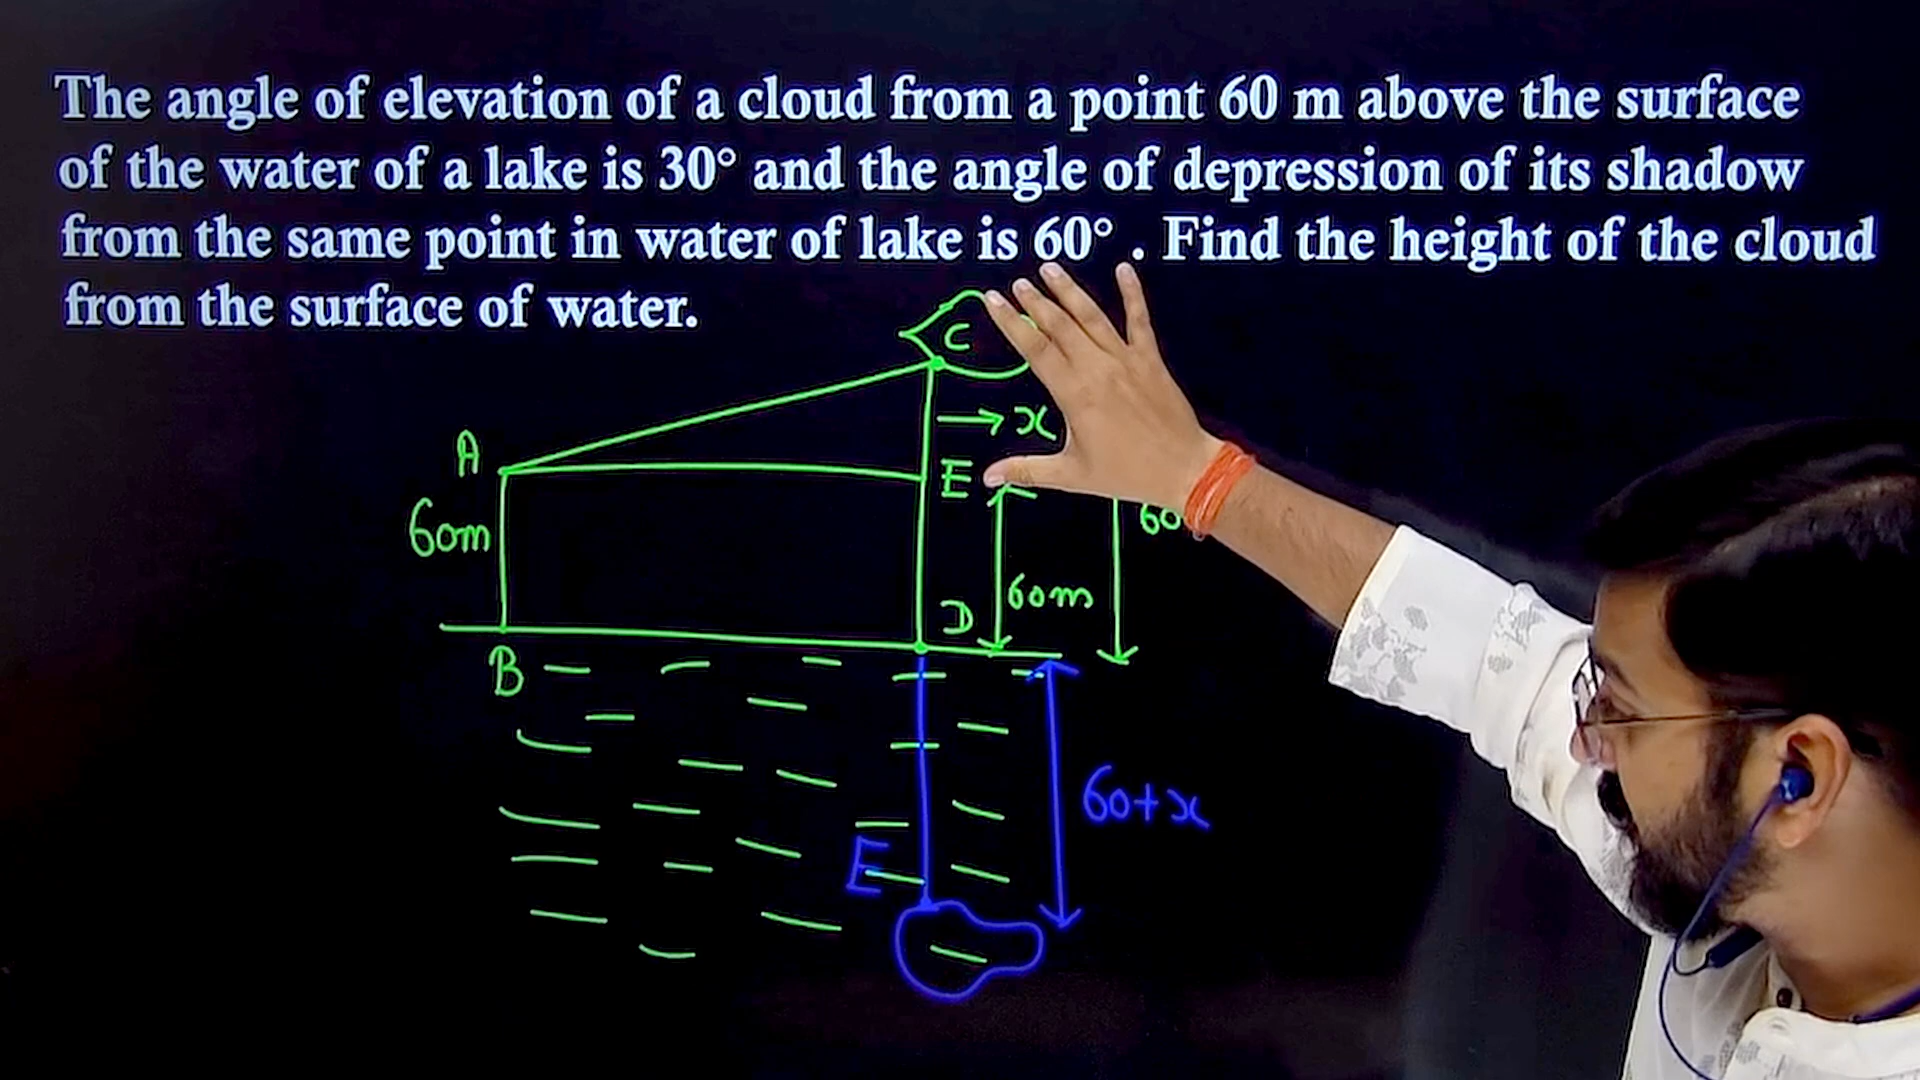 The angle of elevation of a cloud from a point 60 m above the surface
of the water of a lake is 30° and the angle of depression of its shadow
from the same point in water of lake is 60° . Find the height of the cloud
from the surface of water.
C
x
A
E
60m
60
60m
D
B
60+x
E